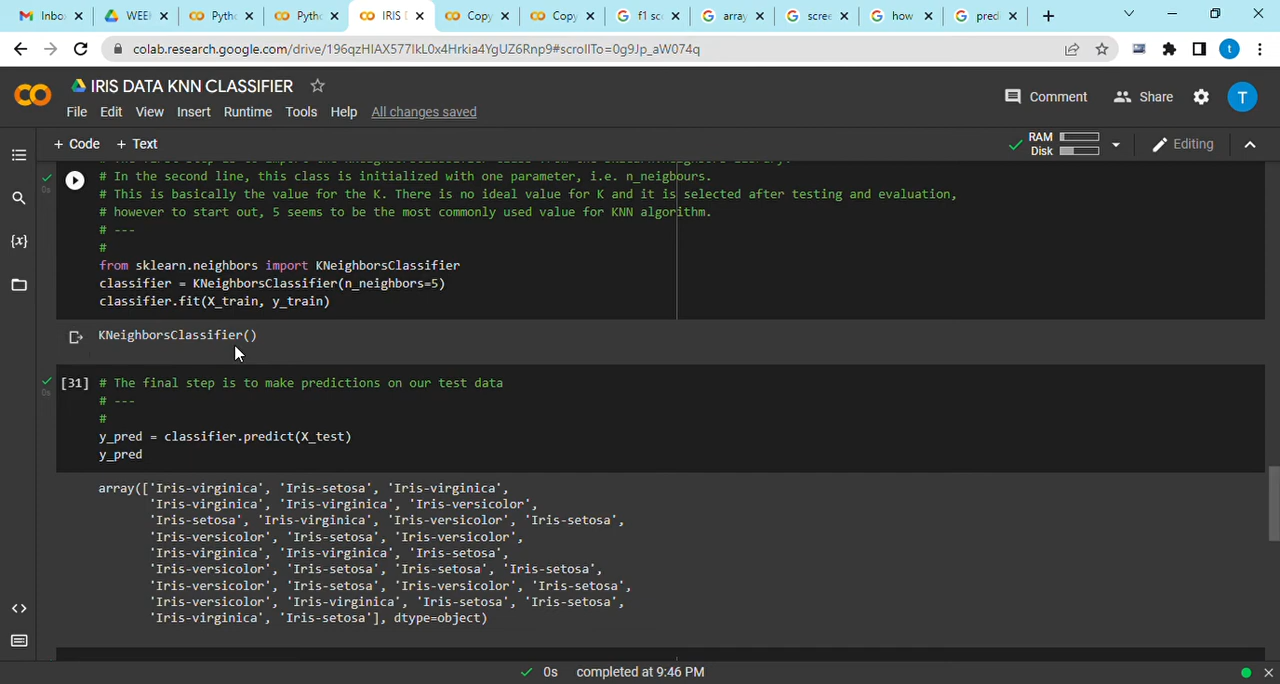 Inbo
WEE
Pyth
Pyth
IRIS [
Copy
Copy
f1 sc
array
scree
how
pred
colab.research.google.com/drive/196qzHIAX577lkL0x4Hrkia4YgUZ6Rnp9#scrollTo=0g9Jp_aW074q
t
IRIS DATA KNN CLASSIFIER
File Edit View Insert Runtime Tools Help All changes saved
Comment Share T
+ Code + Text
RAM
Disk
Editing
# In the second line, this class is initialized with one parameter, i.e. n_neigbours.
# This is basically the value for the K. There is no ideal value for K and it is selected after testing and evaluation,
# however to start out, 5 seems to be the most commonly used value for KNN algorithm.
# ---
#
from sklearn.neighbors import KNeighborsClassifier
classifier = KNeighborsClassifier(n_neighbors=5)
classifier.fit(X_train, y_train)
0s
KNeighborsClassifier()
[31] # The final step is to make predictions on our test data
0s
# ---
#
y_pred = classifier.predict(X_test)
y_pred
array(['Iris-virginica', 'Iris-setosa', 'Iris-virginica',
'Iris-virginica', 'Iris-virginica', 'Iris-versicolor',
'Iris-setosa', 'Iris-virginica', 'Iris-versicolor', 'Iris-setosa',
'Iris-versicolor', 'Iris-setosa', 'Iris-versicolor',
'Iris-virginica', 'Iris-virginica', 'Iris-setosa',
'Iris-versicolor', 'Iris-setosa', 'Iris-setosa', 'Iris-setosa',
'Iris-versicolor', 'Iris-setosa', 'Iris-versicolor', 'Iris-setosa',
'Iris-versicolor', 'Iris-virginica', 'Iris-setosa', 'Iris-setosa',
'Iris-virginica', 'Iris-setosa'], dtype=object)
0s completed at 9:46 PM